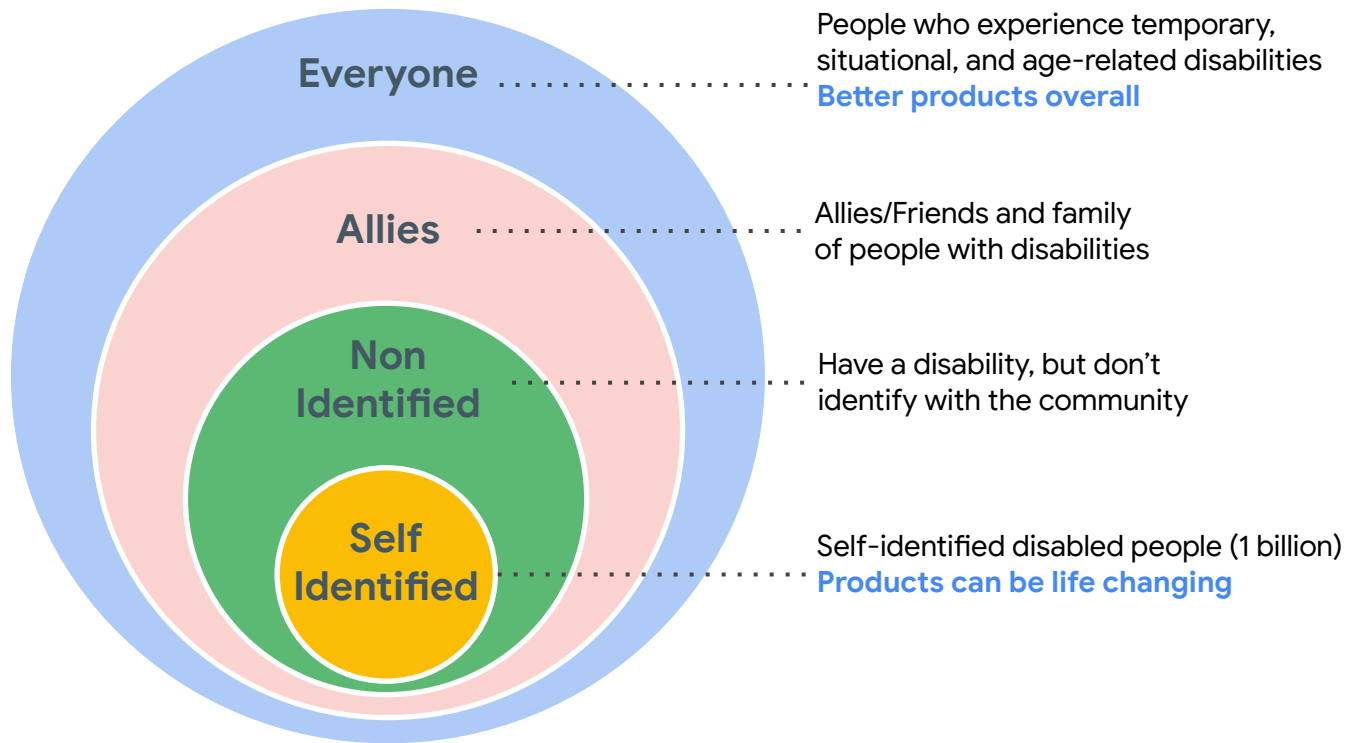 Everyone
People who experience temporary,
situational, and age-related disabilities
Better products overall
Allies
Allies/Friends and family
of people with disabilities
Non
Identified
Have a disability, but don’t
identify with the community
Self
Identified
Self-identified disabled people (1 billion)
Products can be life changing